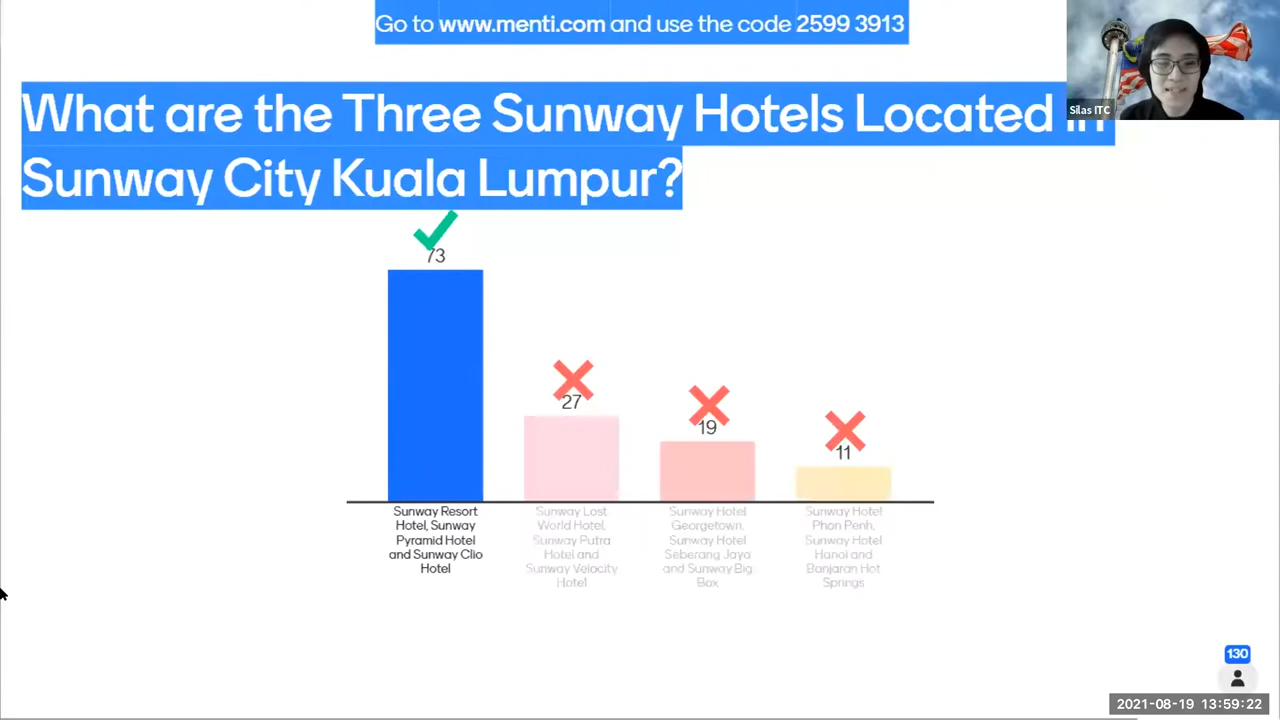 Go to www.menti.com and use the code 2599 3913
Silas ITC
What are the Three Sunway Hotels Located in
Sunway City Kuala Lumpur?
73
27
19
11
Sunway Resort
Hotel, Sunway
Pyramid Hotel
and Sunway Clio
Hotel
Sunway Lost
World Hotel,
Sunway Putra
Hotel and
Sunway Velocity
Hotel
Sunway Hotel
Georgetown,
Sunway Hotel
Seberang Jaya
and Sunway Big
Box
Sunway Hotel
Phon Penh,
Sunway Hotel
Hanoi and
Banjaran Hot
Springs
130
2021-08-19 13:59:22